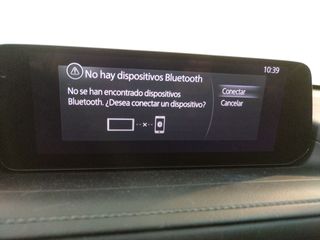 No hay dispositivos Bluetooth
10:39
No se han encontrado dispositivos
Bluetooth. ¿Desea conectar un dispositivo?
Conectar
Cancelar